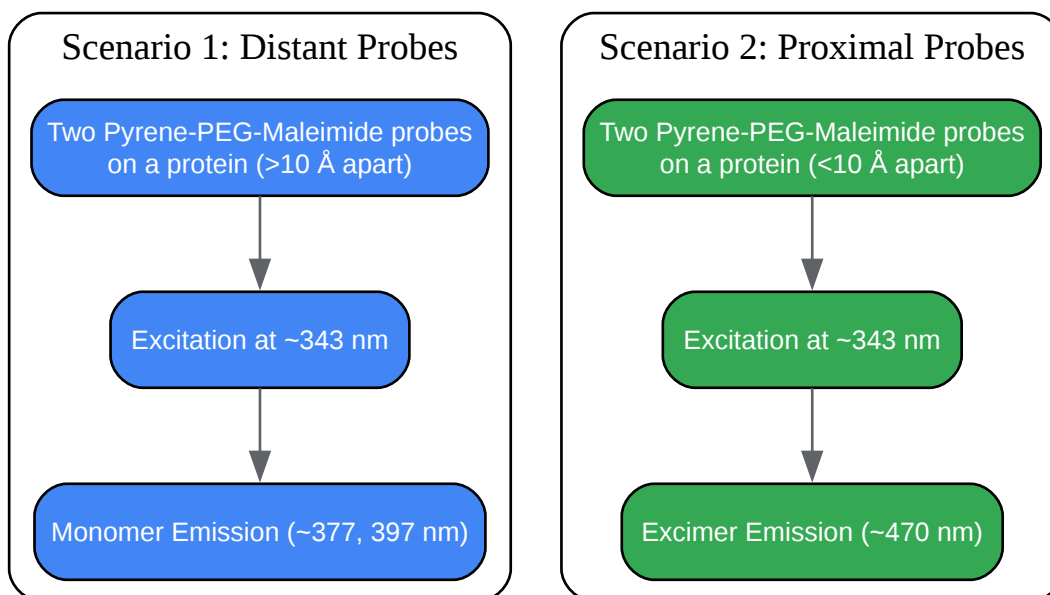 Scenario 1: Distant Probes
Two Pyrene-PEG-Maleimide probes
on a protein (>10 Å apart)
Excitation at ~343 nm
Monomer Emission (~377, 397 nm)
Scenario 2: Proximal Probes
Two Pyrene-PEG-Maleimide probes
on a protein (<10 Å apart)
Excitation at ~343 nm
Excimer Emission (~470 nm)